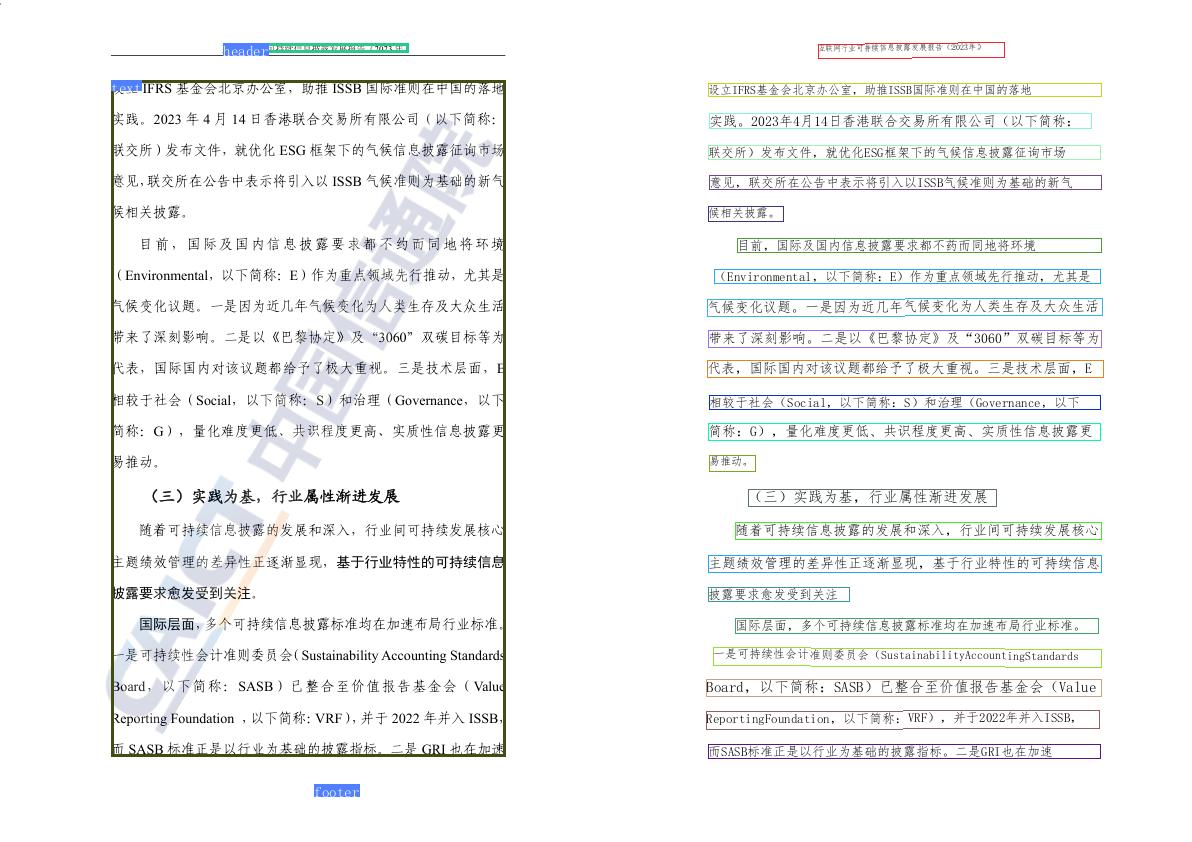 header
text IFRS 基金会北京办公室，助推 ISSB 国际准则在中国的落地
实践。2023 年 4 月 14 日香港联合交易所有限公司（以下简称：
联交所）发布文件，就优化 ESG 框架下的气候信息披露征询市场
意见，联交所在公告中表示将引入以 ISSB 气候准则为基础的新气
候相关披露。
目前，国际及国内信息披露要求都不约而同地将环境
（Environmental，以下简称：E）作为重点领域先行推动，尤其是
气候变化议题。一是因为近几年气候变化为人类生存及大众生活
带来了深刻影响。二是以《巴黎协定》及 “3060” 双碳目标等为
代表，国际国内对该议题都给予了极大重视。三是技术层面，E
相较于社会（Social，以下简称：S）和治理（Governance，以下
简称：G），量化难度更低、共识程度更高、实质性信息披露更
易推动。
（三）实践为基，行业属性渐进发展
随着可持续信息披露的发展和深入，行业间可持续发展核心
主题绩效管理的差异性正逐渐显现，基于行业特性的可持续信息
披露要求愈发受到关注。
国际层面，多个可持续信息披露标准均在加速布局行业标准。
一是可持续性会计准则委员会（Sustainability Accounting Standards
Board，以下简称：SASB）已整合至价值报告基金会（Value
Reporting Foundation ，以下简称：VRF），并于 2022 年并入 ISSB，
而 SASB 标准正是以行业为基础的披露指标。二是 GRI 也在加速
footer
互联网行业可持续信息披露发展报告（2023年）
设立IFRS基金会北京办公室，助推ISSB国际准则在中国的落地
实践。2023年4月14日香港联合交易所有限公司（以下简称：
联交所）发布文件，就优化ESG框架下的气候信息披露征询市场
意见，联交所在公告中表示将引入以ISSB气候准则为基础的新气
候相关披露。
目前，国际及国内信息披露要求都不约而同地将环境
（Environmental，以下简称：E）作为重点领域先行推动，尤其是
气候变化议题。一是因为近几年气候变化为人类生存及大众生活
带来了深刻影响。二是以《巴黎协定》及“3060”双碳目标等为
代表，国际国内对该议题都给予了极大重视。三是技术层面，E
相较于社会（Social，以下简称：S）和治理（Governance，以下
简称：G），量化难度更低、共识程度更高、实质性信息披露更
易推动。
（三）实践为基，行业属性渐进发展
随着可持续信息披露的发展和深入，行业间可持续发展核心
主题绩效管理的差异性正逐渐显现，基于行业特性的可持续信息
披露要求愈发受到关注
国际层面，多个可持续信息披露标准均在加速布局行业标准。
一是可持续性会计准则委员会（SustainabilityAccountingStandards
Board，以下简称：SASB）已整合至价值报告基金会（Value
ReportingFoundation，以下简称：VRF），并于2022年并入ISSB，
而SASB标准正是以行业为基础的披露指标。二是GRI也在加速
CAICT 中国信通院